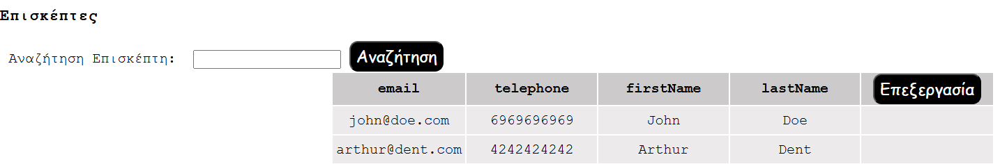 Επισκέπτες
Αναζήτηση Επισκέπτη: Αναζήτηση
email telephone firstName lastName Επεξεργασία
john@doe.com 6969696969 John Doe
arthur@dent.com 4242424242 Arthur Dent